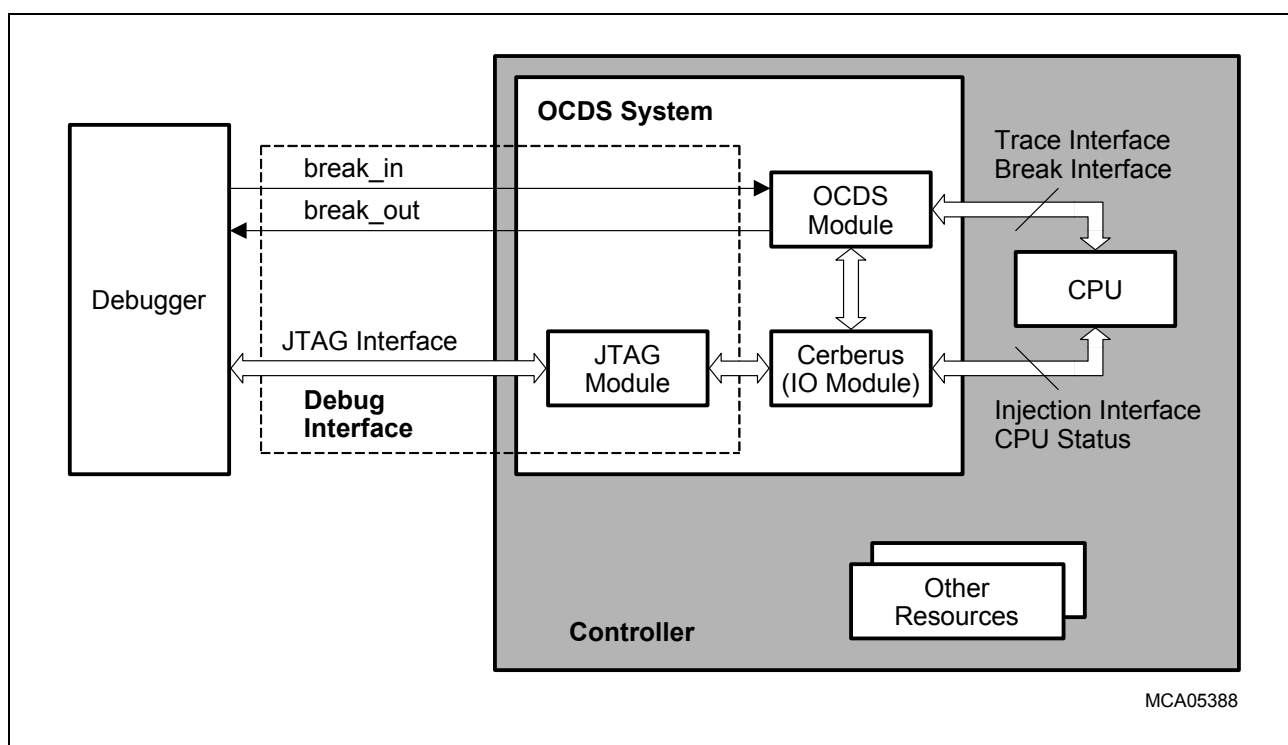 OCDS System
Trace Interface
Break Interface
break_in
break_out
OCDS
Module
Debugger
CPU
JTAG Interface
JTAG
Module
Cerberus
(IO Module)
Debug
Interface
Injection Interface
CPU Status
Other
Resources
Controller
MCA05388